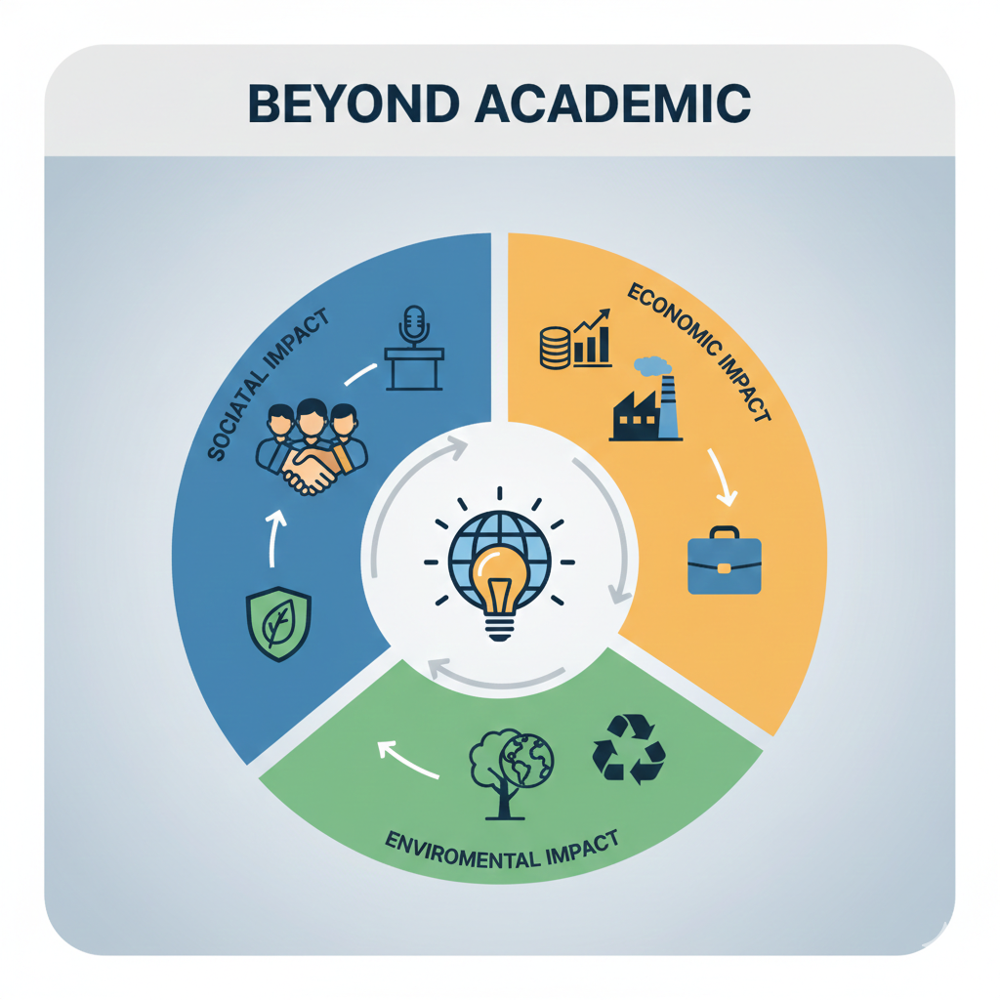 BEYOND ACADEMIC
SOCIATAL IMPACT
ECONOMIC IMPACT
ENVIROMENTAL IMPACT